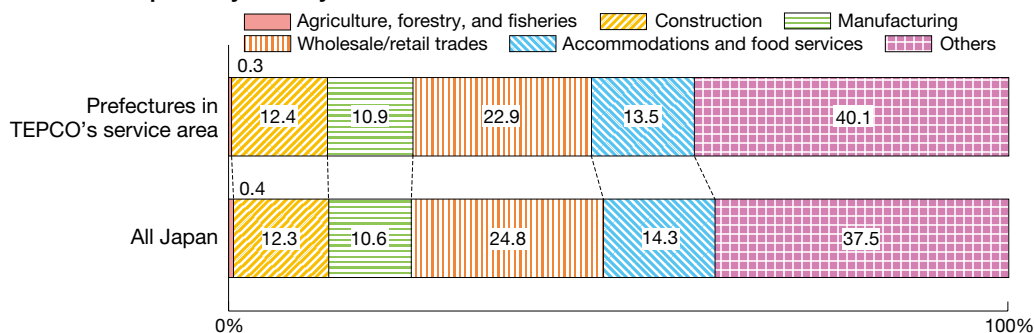 Agriculture, forestry, and fisheries Construction Manufacturing
Wholesale/retail trades Accommodations and food services Others
0.3
Prefectures in
TEPCO's service area
12.4 10.9 22.9 13.5 40.1
0.4
All Japan 12.3 10.6 24.8 14.3 37.5
0% 100%